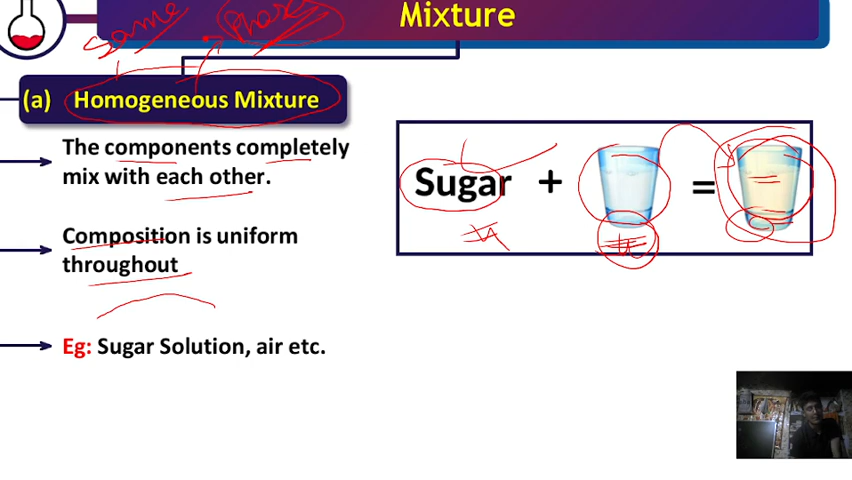 Mixture
same
Phase
(a) Homogeneous Mixture
The components completely
mix with each other.
Sugar + =
Composition is uniform
throughout
Eg: Sugar Solution, air etc.